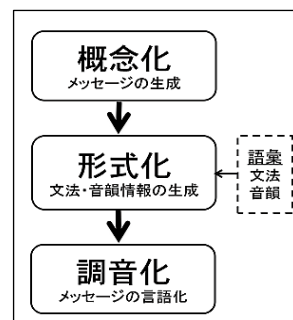 概念化
メッセージの生成
形式化
文法・音韻情報の生成
語彙
文法
音韻
調音化
メッセージの言語化